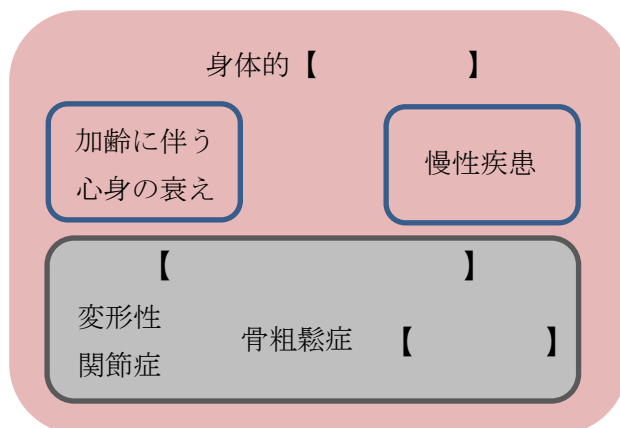 身体的【　　　　　】
加齢に伴う
心身の衰え
慢性疾患
【　　　　　　　　　　】
変形性
関節症
骨粗鬆症
【　　　　】